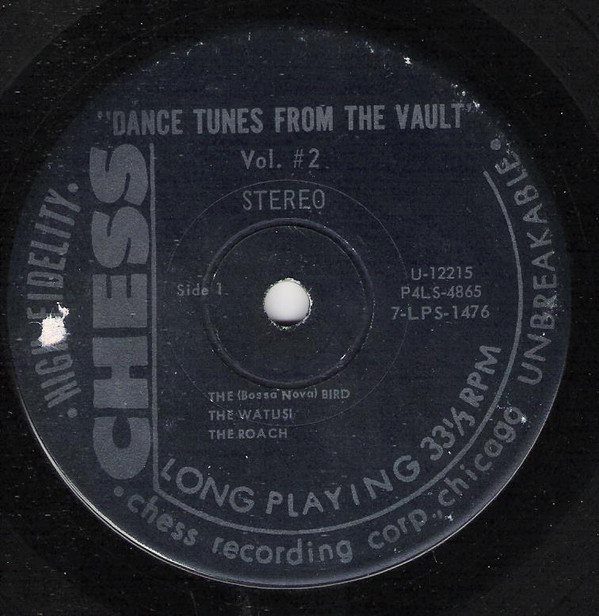 "DANCE TUNES FROM THE VAULT"
Vol. #2
STEREO
CHESS
• HIGH FIDELITY •
Side 1
U-12215
P4LS-4865
7-LPS-1476
THE (Bossa Nova) BIRD
THE WATUSI
THE ROACH
LONG PLAYING 33⅓ RPM
• chess recording corp., chicago UNBREAKABLE •